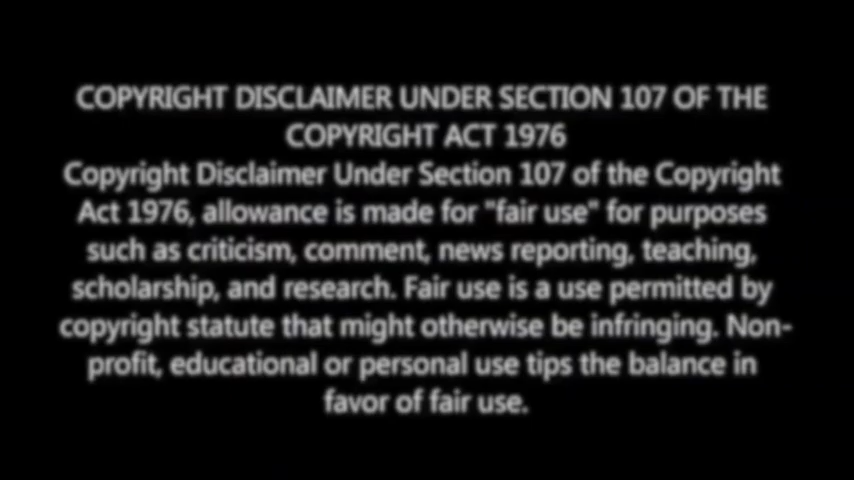 COPYRIGHT DISCLAIMER UNDER SECTION 107 OF THE
COPYRIGHT ACT 1976
Copyright Disclaimer Under Section 107 of the Copyright
Act 1976, allowance is made for "fair use" for purposes
such as criticism, comment, news reporting, teaching,
scholarship, and research. Fair use is a use permitted by
copyright statute that might otherwise be infringing. Non-
profit, educational or personal use tips the balance in
favor of fair use.